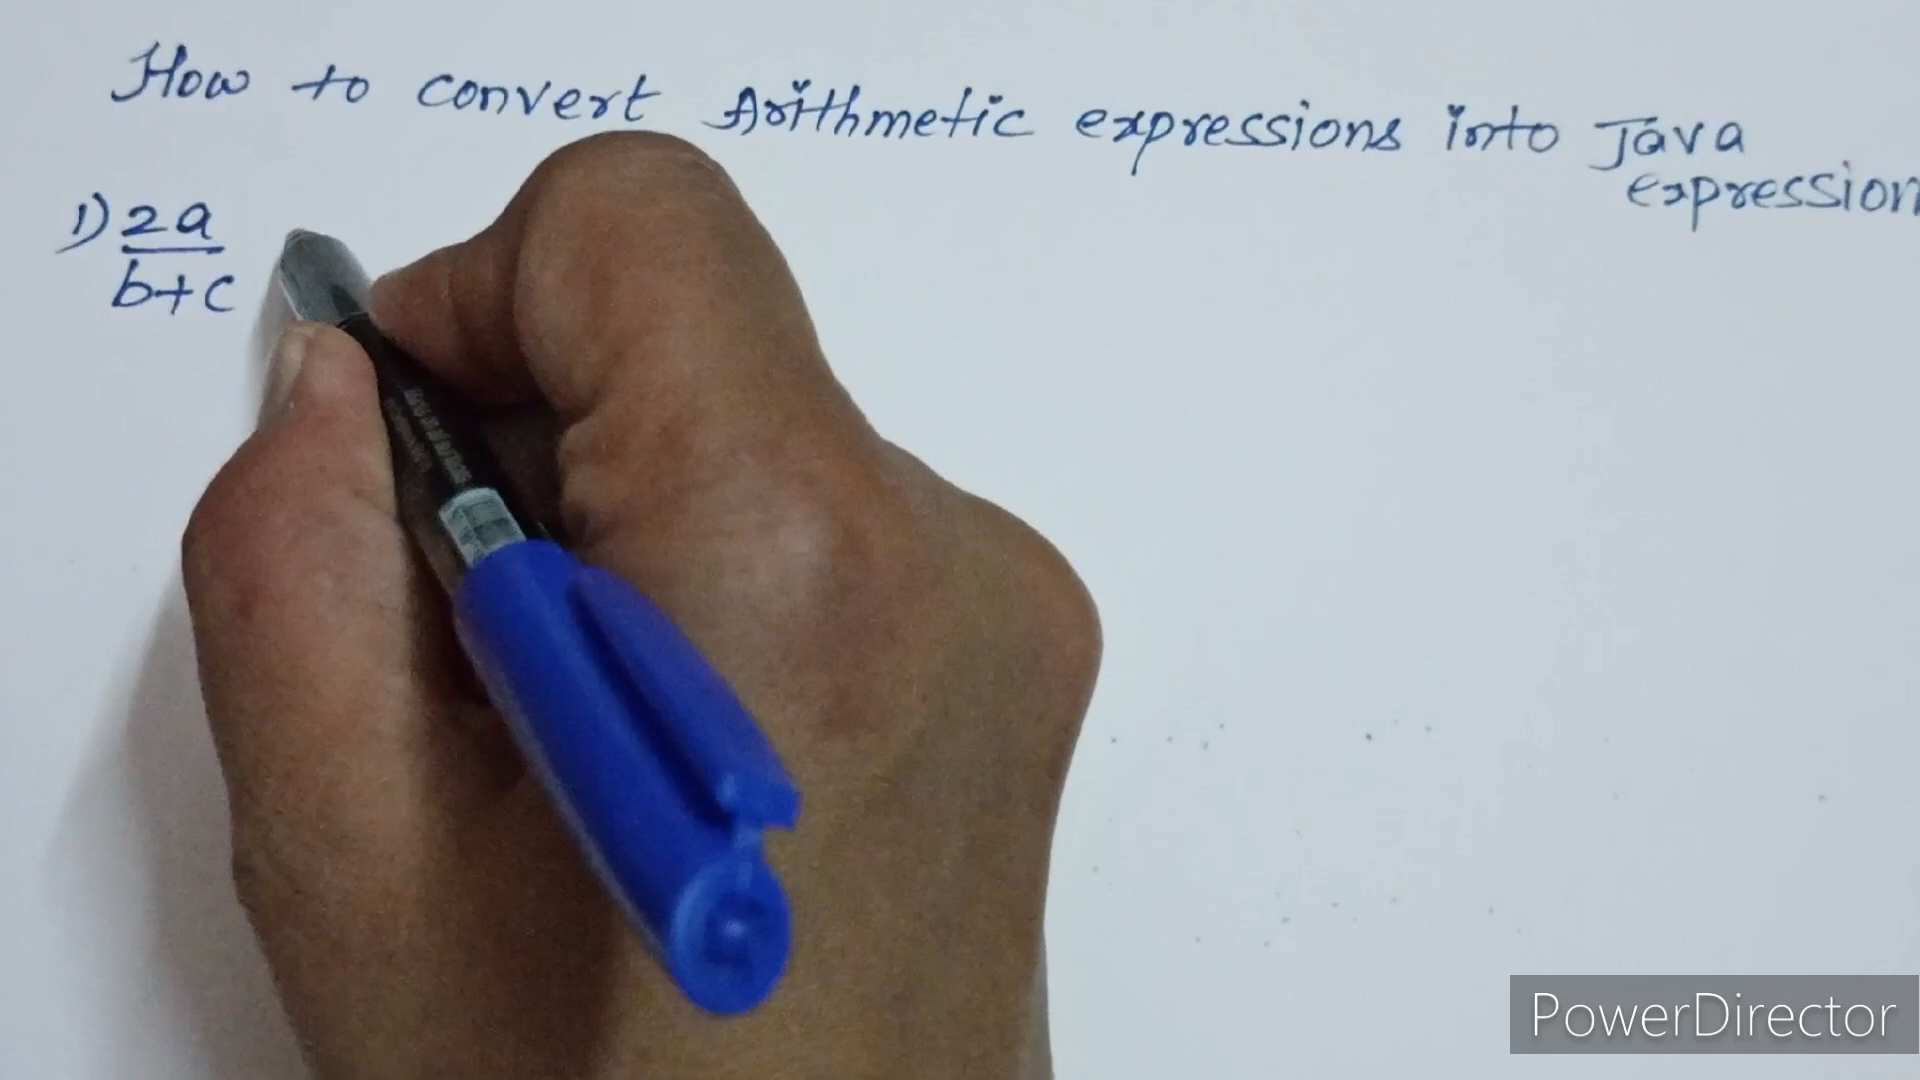 How to convert Arithmetic expressions into Java
expression
1) 2a
b+c
PowerDirector